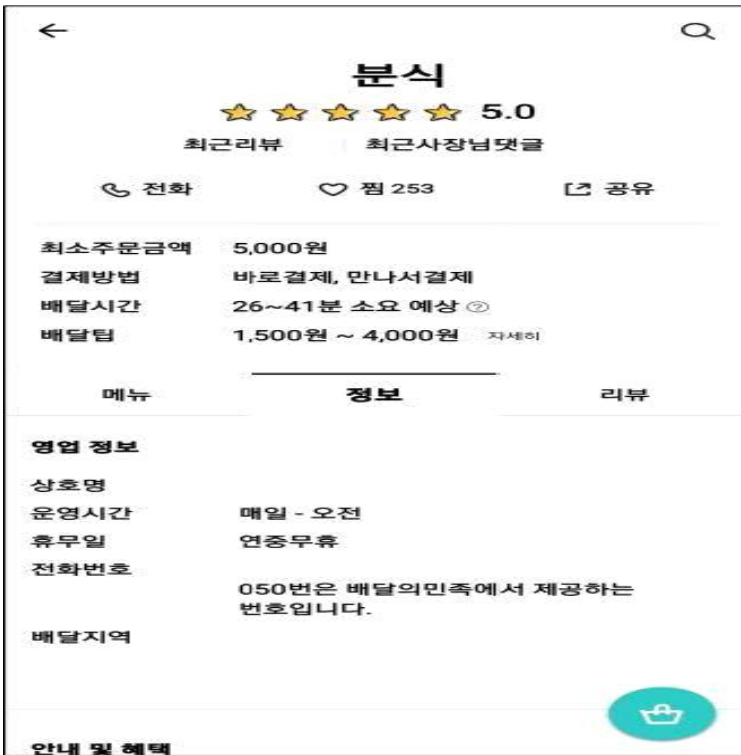 분식
5.0
최근리뷰 최근사장님댓글
전화 찜 253 공유
최소주문금액 5,000원
결제방법 바로결제, 만나서결제
배달시간 26~41분 소요 예상 ?
배달팁 1,500원 ~ 4,000원 자세히
메뉴 정보 리뷰
영업 정보
상호명
운영시간 매일 - 오전
휴무일 연중무휴
전화번호
050번은 배달의민족에서 제공하는
번호입니다.
배달지역
안내 및 혜택